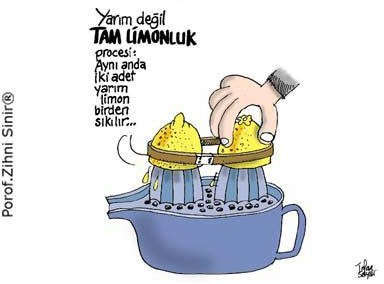 Yarım değil
TAM LİMONLUK
procesi:
Aynı anda
iki adet
yarım
limon
birden
sıkılır...
Porof.Zihni Sinir®